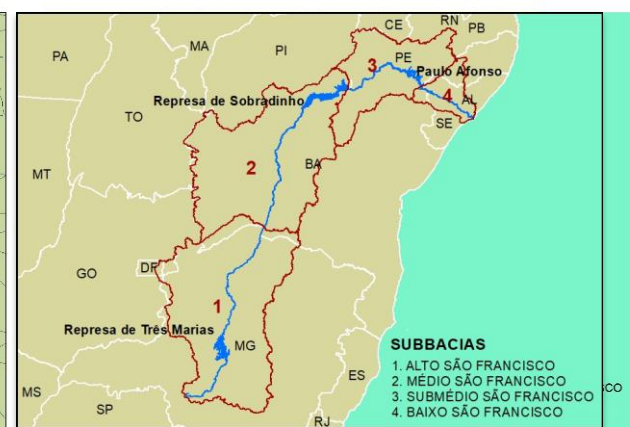 CE
RN
PB
MA
PI
PA
PE
3
Paulo Afonso
Represa de Sobradinho
4
AL
TO
SE
BA
2
MT
DF
GO
1
Represa de Três Marias
MG
SUBBACIAS
1. ALTO SÃO FRANCISCO
ES
2. MÉDIO SÃO FRANCISCO
MS
3. SUBMÉDIO SÃO FRANCISCO
SP
4. BAIXO SÃO FRANCISCO
RJ